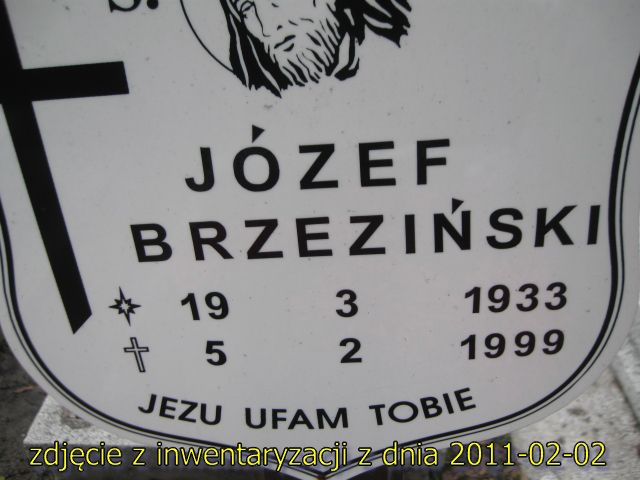 Ś.
JÓZEF
BRZEZIŃSKI
19 3 1933
5 2 1999
JEZU UFAM TOBIE
zdjęcie z inwentaryzacji z dnia 2011-02-02